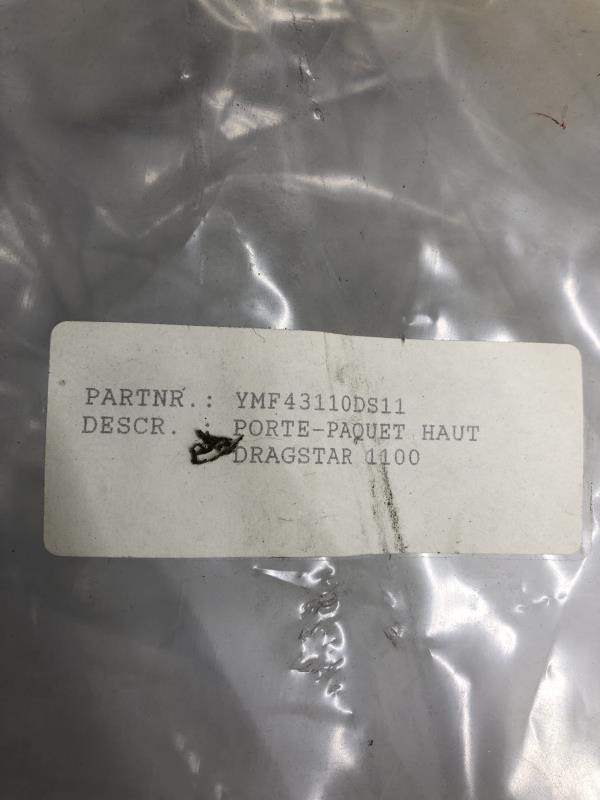 PARTNR.: YMF43110DS11
DESCR. : PORTE-PAQUET HAUT
DRAGSTAR 1100